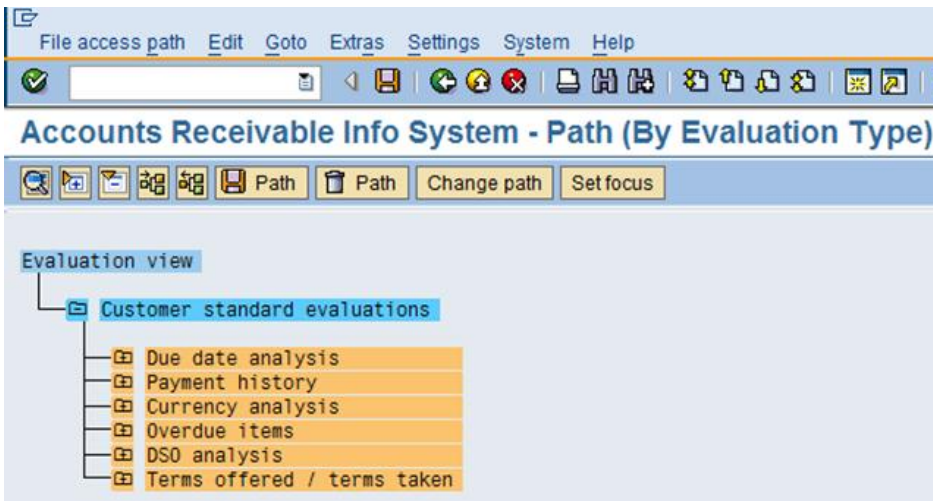 File access path Edit Goto Extras Settings System Help
Accounts Receivable Info System - Path (By Evaluation Type)
Path Path Change path Set focus
Evaluation view
Customer standard evaluations
Due date analysis
Payment history
Currency analysis
Overdue items
DSO analysis
Terms offered / terms taken